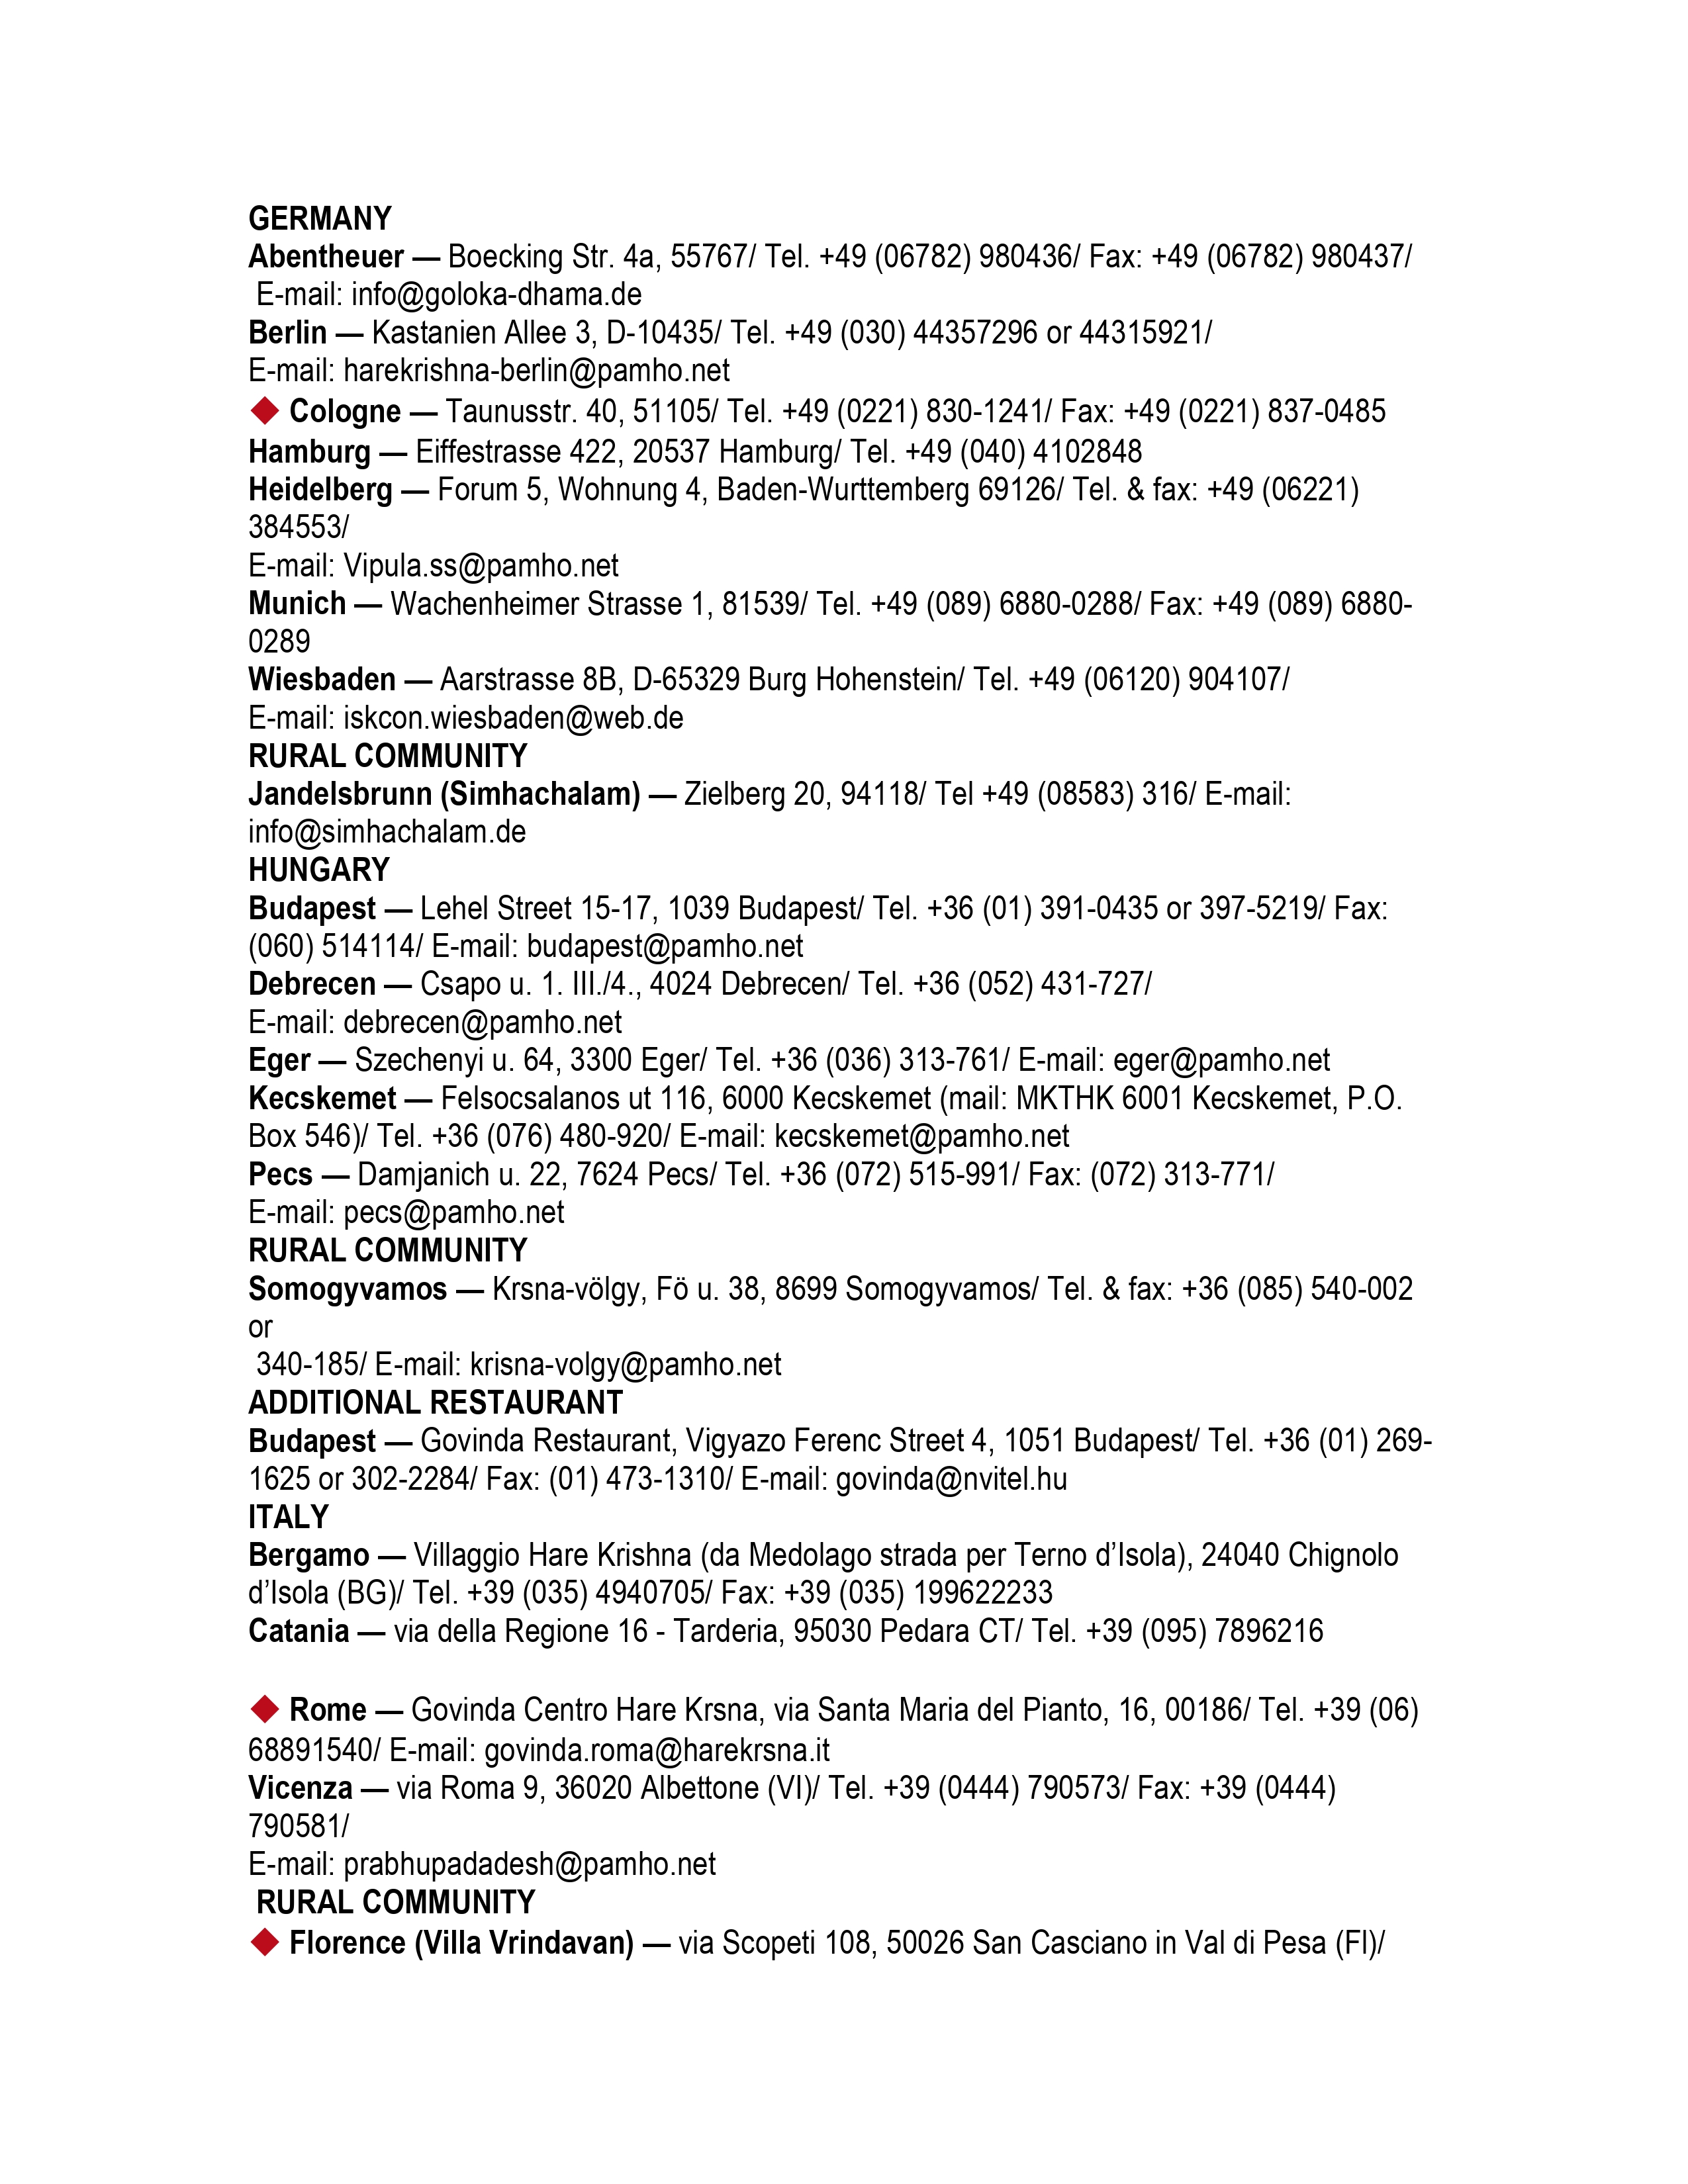 GERMANY
Abentheuer — Boecking Str. 4a, 55767/ Tel. +49 (06782) 980436/ Fax: +49 (06782) 980437/
E-mail: info@goloka-dhama.de
Berlin — Kastanien Allee 3, D-10435/ Tel. +49 (030) 44357296 or 44315921/
E-mail: harekrishna-berlin@pamho.net
◆ Cologne — Taunusstr. 40, 51105/ Tel. +49 (0221) 830-1241/ Fax: +49 (0221) 837-0485
Hamburg — Eiffestrasse 422, 20537 Hamburg/ Tel. +49 (040) 4102848
Heidelberg — Forum 5, Wohnung 4, Baden-Wurttemberg 69126/ Tel. & fax: +49 (06221)
384553/
E-mail: Vipula.ss@pamho.net
Munich — Wachenheimer Strasse 1, 81539/ Tel. +49 (089) 6880-0288/ Fax: +49 (089) 6880-
0289
Wiesbaden — Aarstrasse 8B, D-65329 Burg Hohenstein/ Tel. +49 (06120) 904107/
E-mail: iskcon.wiesbaden@web.de
RURAL COMMUNITY
Jandelsbrunn (Simhachalam) — Zielberg 20, 94118/ Tel +49 (08583) 316/ E-mail:
info@simhachalam.de
HUNGARY
Budapest — Lehel Street 15-17, 1039 Budapest/ Tel. +36 (01) 391-0435 or 397-5219/ Fax:
(060) 514114/ E-mail: budapest@pamho.net
Debrecen — Csapo u. 1. III./4., 4024 Debrecen/ Tel. +36 (052) 431-727/
E-mail: debrecen@pamho.net
Eger — Szechenyi u. 64, 3300 Eger/ Tel. +36 (036) 313-761/ E-mail: eger@pamho.net
Kecskemet — Felsocsalanos ut 116, 6000 Kecskemet (mail: MKTHK 6001 Kecskemet, P.O.
Box 546)/ Tel. +36 (076) 480-920/ E-mail: kecskemet@pamho.net
Pecs — Damjanich u. 22, 7624 Pecs/ Tel. +36 (072) 515-991/ Fax: (072) 313-771/
E-mail: pecs@pamho.net
RURAL COMMUNITY
Somogyvamos — Krsna-völgy, Fö u. 38, 8699 Somogyvamos/ Tel. & fax: +36 (085) 540-002
or
340-185/ E-mail: krisna-volgy@pamho.net
ADDITIONAL RESTAURANT
Budapest — Govinda Restaurant, Vigyazo Ferenc Street 4, 1051 Budapest/ Tel. +36 (01) 269-
1625 or 302-2284/ Fax: (01) 473-1310/ E-mail: govinda@nvitel.hu
ITALY
Bergamo — Villaggio Hare Krishna (da Medolago strada per Terno d’Isola), 24040 Chignolo
d’Isola (BG)/ Tel. +39 (035) 4940705/ Fax: +39 (035) 199622233
Catania — via della Regione 16 - Tarderia, 95030 Pedara CT/ Tel. +39 (095) 7896216
◆ Rome — Govinda Centro Hare Krsna, via Santa Maria del Pianto, 16, 00186/ Tel. +39 (06)
68891540/ E-mail: govinda.roma@harekrsna.it
Vicenza — via Roma 9, 36020 Albettone (VI)/ Tel. +39 (0444) 790573/ Fax: +39 (0444)
790581/
E-mail: prabhupadadesh@pamho.net
RURAL COMMUNITY
◆ Florence (Villa Vrindavan) — via Scopeti 108, 50026 San Casciano in Val di Pesa (FI)/